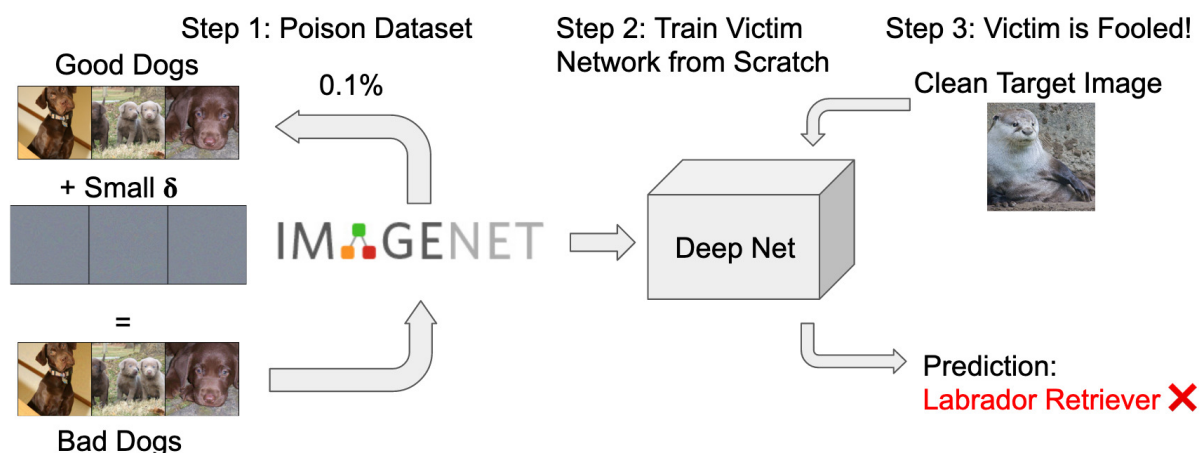 Step 1: Poison Dataset
Good Dogs
0.1%
+ Small δ
IMAGENET
=
Bad Dogs
Step 2: Train Victim
Network from Scratch
Deep Net
Step 3: Victim is Fooled!
Clean Target Image
Prediction:
Labrador Retriever ❌